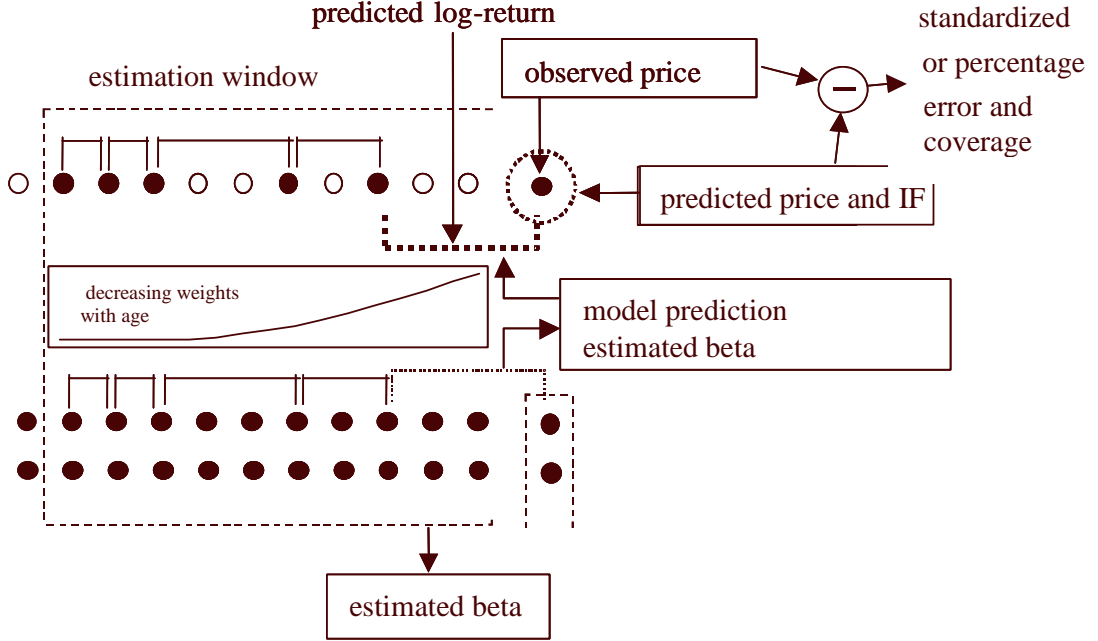 predicted log-return
standardized
or percentage
error and
coverage
estimation window
observed price
predicted price and IF
decreasing weights
with age
model prediction
estimated beta
estimated beta